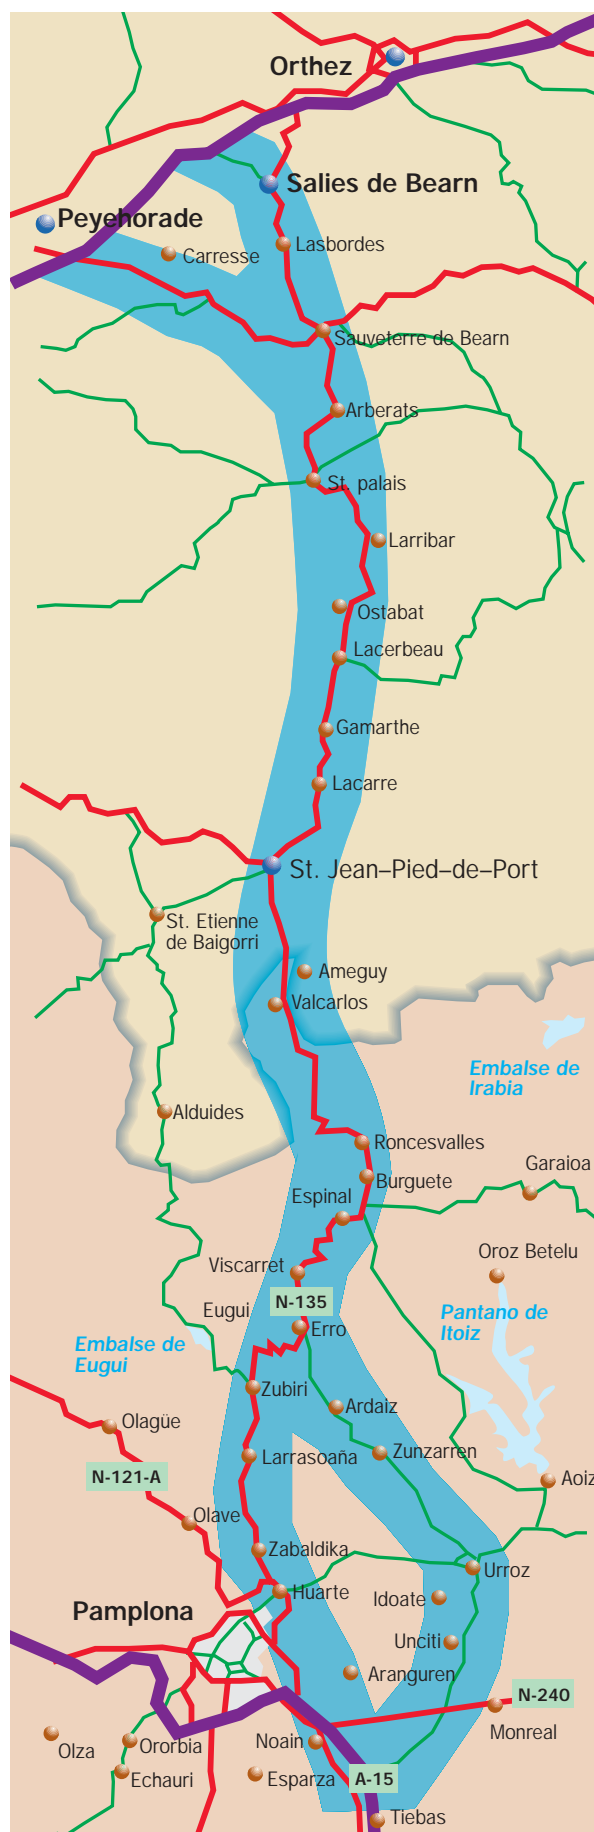 Orthez
Salies de Bearn
Peyehorade
Lasbordes
Carresse
Sauveterre de Bearn
Arberats
St. palais
Larribar
Ostabat
Lacerbeau
Gamarthe
Lacarre
St. Jean–Pied–de–Port
St. Etienne
de Baigorri
Ameguy
Valcarlos
Embalse de
Irabia
Alduides
Roncesvalles
Garaioa
Burguete
Espinal
Oroz Betelu
Viscarret
N-135
Eugui
Pantano de
Itoiz
Erro
Embalse de
Eugui
Zubiri
Ardaiz
Olagüe
Zunzarren
Larrasoaña
N-121-A
Aoiz
Olave
Zabaldika
Urroz
Huarte
Idoate
Pamplona
Unciti
Aranguren
N-240
Monreal
Noain
Ororbia
Olza
Esparza
A-15
Echauri
Tiebas